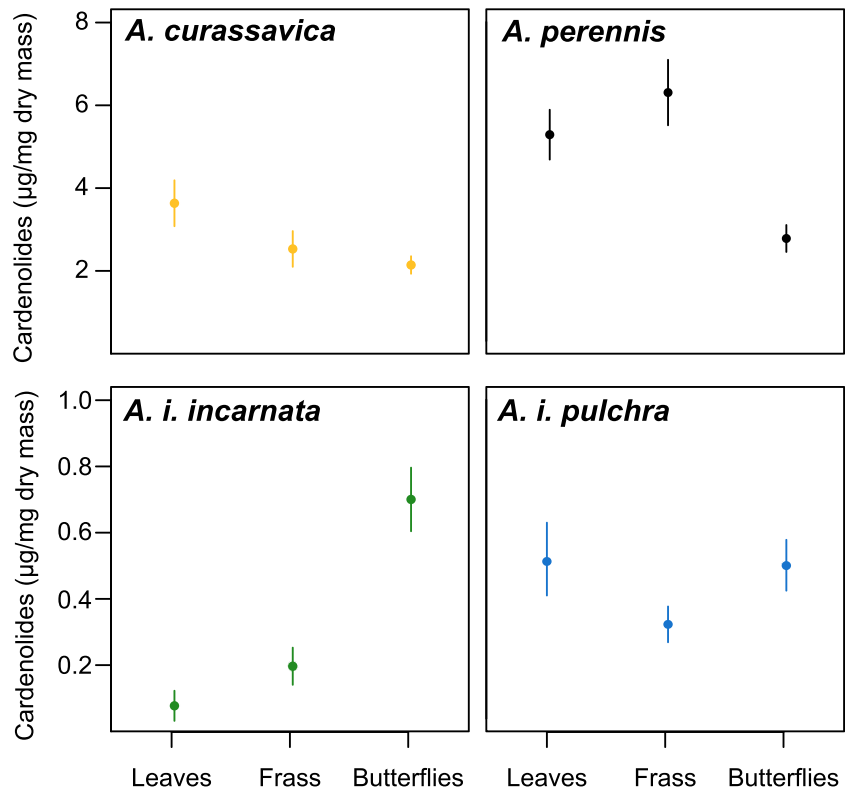 A. curassavica
A. perennis
Cardenolides (µg/mg dry mass)
8
6
4
2
A. i. incarnata
A. i. pulchra
Cardenolides (µg/mg dry mass)
1.0
0.8
0.6
0.4
0.2
Leaves Frass Butterflies
Leaves Frass Butterflies